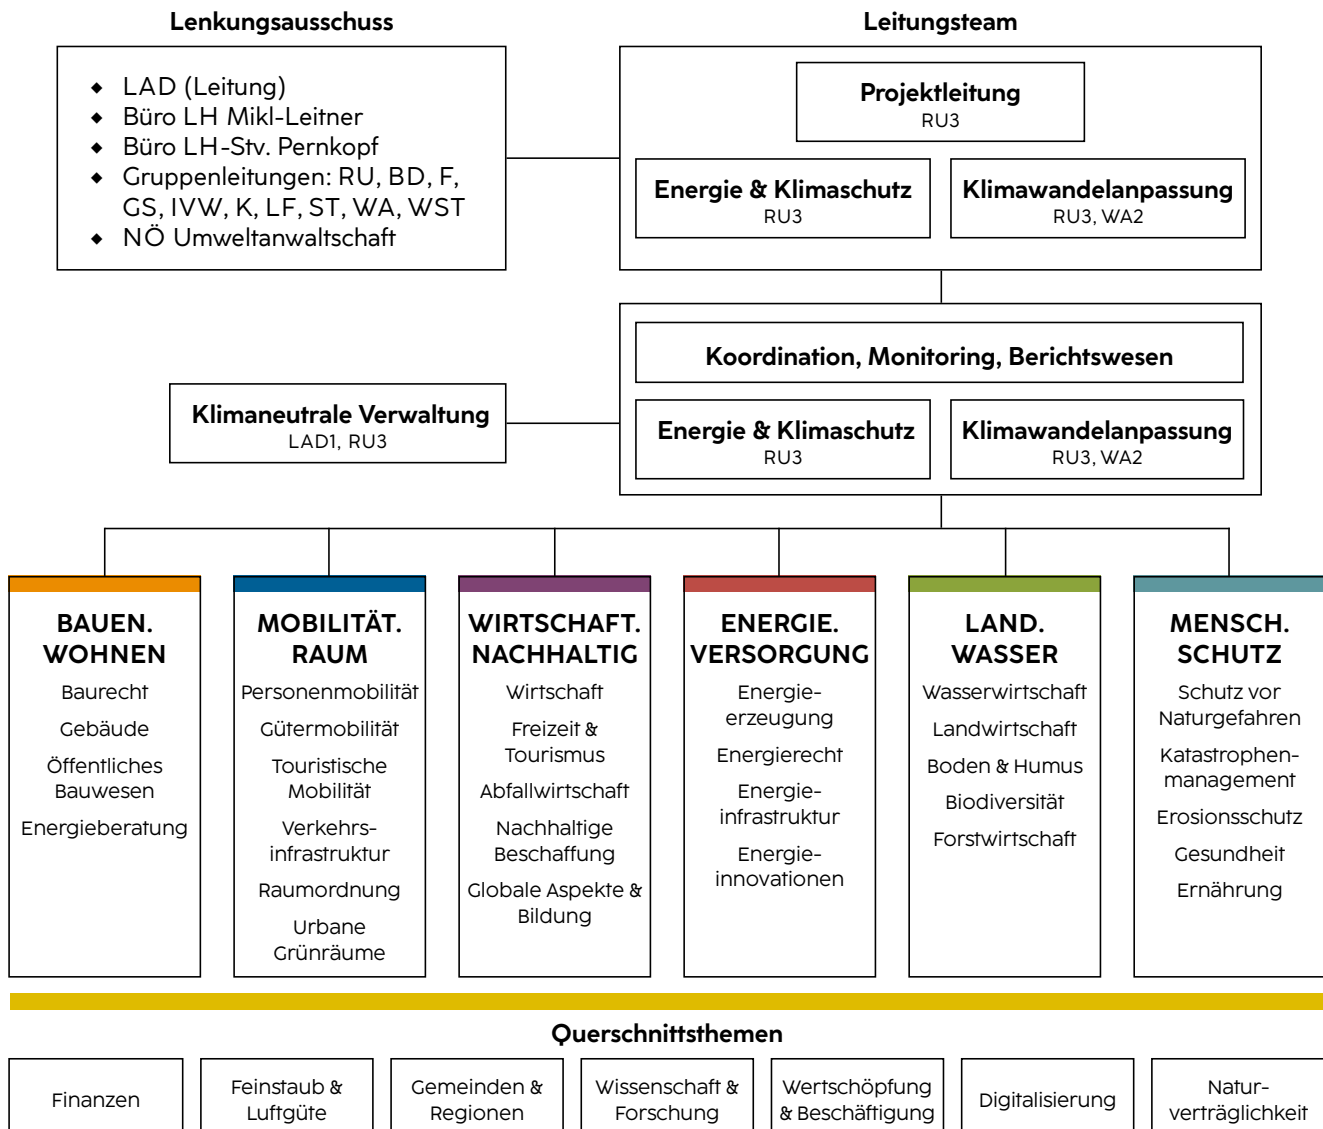 Lenkungsausschuss
◆ LAD (Leitung)
◆ Büro LH Mikl-Leitner
◆ Büro LH-Stv. Pernkopf
◆ Gruppenleitungen: RU, BD, F,
GS, IVW, K, LF, ST, WA, WST
◆ NÖ Umweltanwaltschaft
Leitungsteam
Projektleitung
RU3
Energie & Klimaschutz
RU3
Klimawandelanpassung
RU3, WA2
Koordination, Monitoring, Berichtswesen
Klimaneutrale Verwaltung
LAD1, RU3
Energie & Klimaschutz
RU3
Klimawandelanpassung
RU3, WA2
BAUEN.
WOHNEN
Baurecht
Gebäude
Öffentliches
Bauwesen
Energieberatung
MOBILITÄT.
RAUM
Personenmobilität
Gütermobilität
Touristische
Mobilität
Verkehrs-
infrastruktur
Raumordnung
Urbane
Grünräume
WIRTSCHAFT.
NACHHALTIG
Wirtschaft
Freizeit &
Tourismus
Abfallwirtschaft
Nachhaltige
Beschaffung
Globale Aspekte &
Bildung
ENERGIE.
VERSORGUNG
Energie-
erzeugung
Energierecht
Energie-
infrastruktur
Energie-
innovationen
LAND.
WASSER
Wasserwirtschaft
Landwirtschaft
Boden & Humus
Biodiversität
Forstwirtschaft
MENSCH.
SCHUTZ
Schutz vor
Naturgefahren
Katastrophen-
management
Erosionsschutz
Gesundheit
Ernährung
Querschnittsthemen
Finanzen
Feinstaub &
Luftgüte
Gemeinden &
Regionen
Wissenschaft &
Forschung
Wertschöpfung
& Beschäftigung
Digitalisierung
Natur-
verträglichkeit